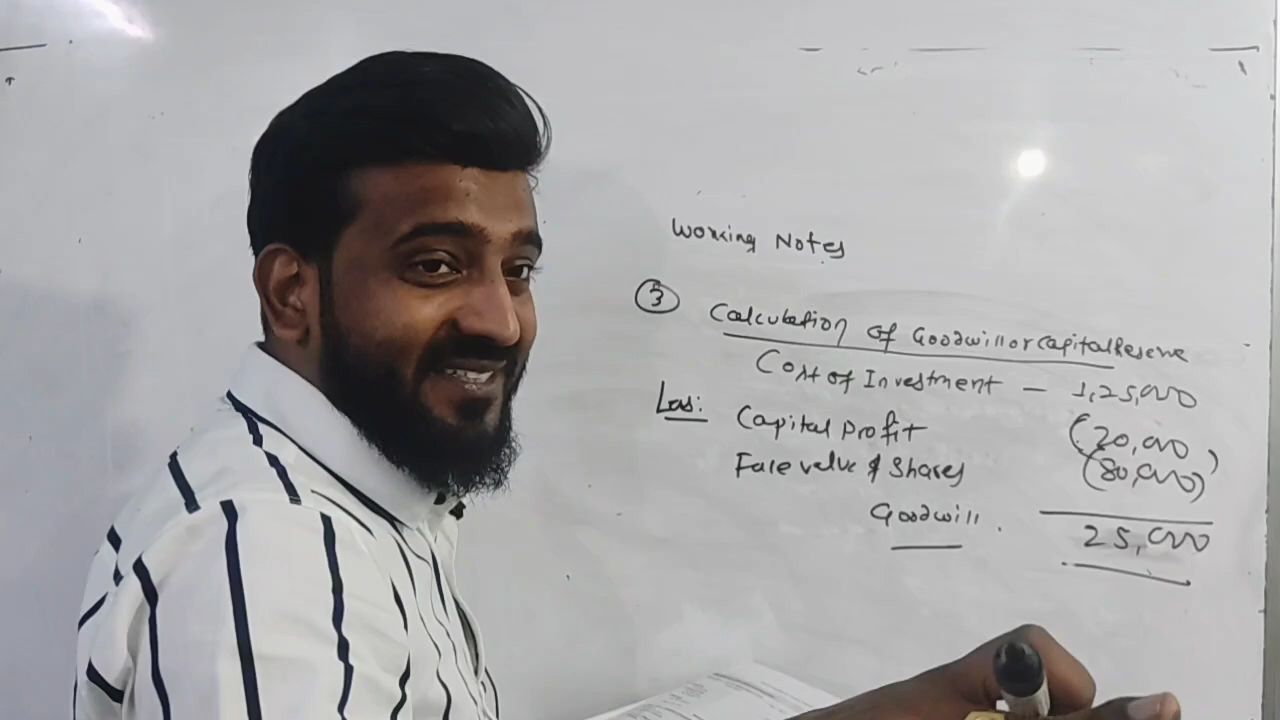 Working Notes
③ Calculation of Goodwill or Capital Reserve
Cost of Investment — 1,25,000
Less: Capital Profit (20,000)
Face value of Shares (80,000)
Goodwill. 25,000